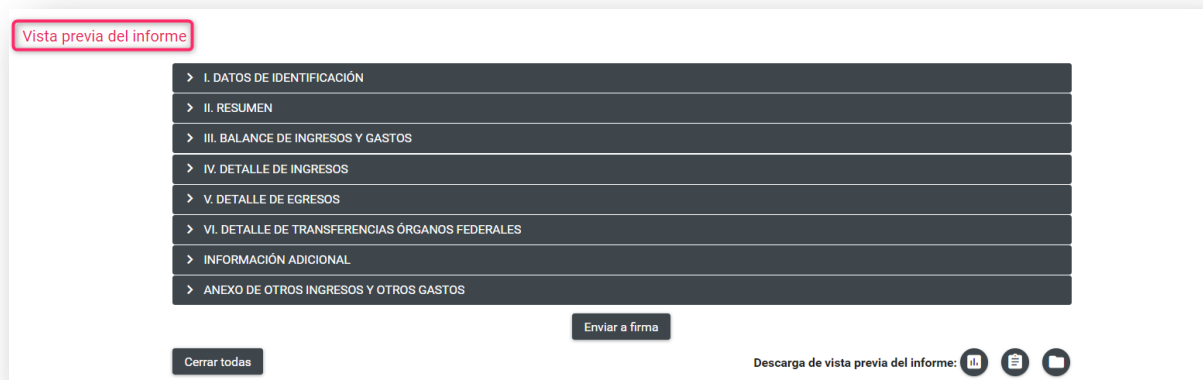 Vista previa del informe
I. DATOS DE IDENTIFICACIÓN
II. RESUMEN
III. BALANCE DE INGRESOS Y GASTOS
IV. DETALLE DE INGRESOS
V. DETALLE DE EGRESOS
VI. DETALLE DE TRANSFERENCIAS ÓRGANOS FEDERALES
INFORMACIÓN ADICIONAL
ANEXO DE OTROS INGRESOS Y OTROS GASTOS
Enviar a firma
Cerrar todas
Descarga de vista previa del informe: